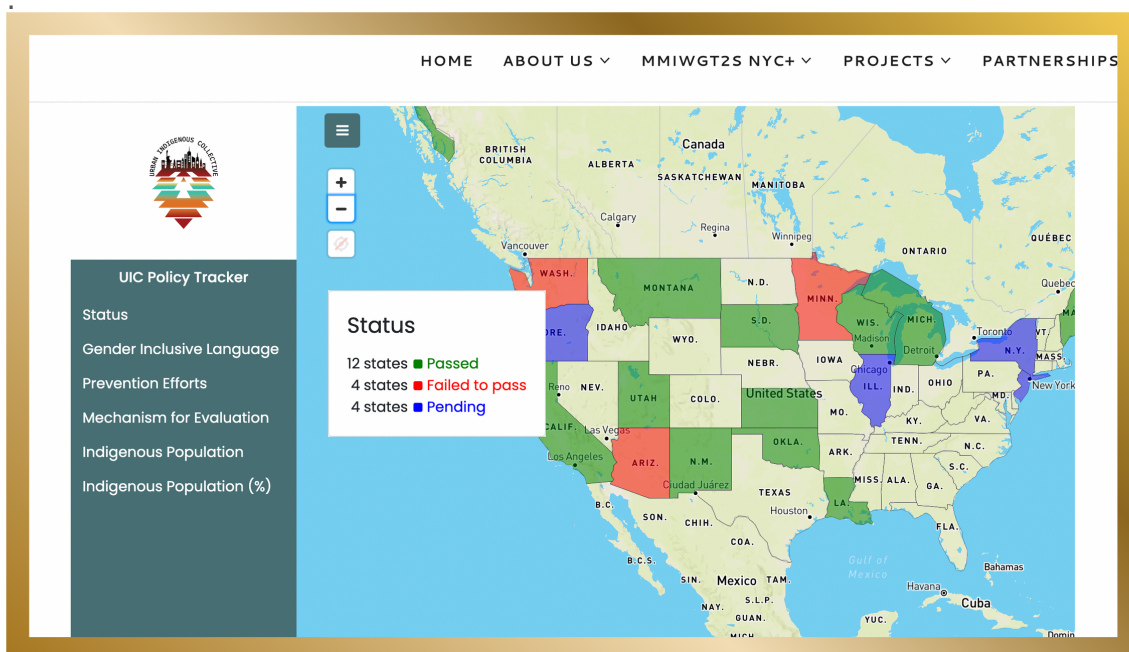 HOME ABOUT US MMIWGT2S NYC+ PROJECTS PARTNERSHIPS
URBAN INDIGENOUS COLLECTIVE
UIC Policy Tracker
Status
Gender Inclusive Language
Prevention Efforts
Mechanism for Evaluation
Indigenous Population
Indigenous Population (%)
Status
12 states Passed
4 states Failed to pass
4 states Pending
Canada
BRITISH
COLUMBIA
ALBERTA
SASKATCHEWAN
MANITOBA
Calgary
Regina
Winnipeg
ONTARIO
QUÉBEC
Vancouver
WASH.
MONTANA
N.D.
MINN.
Quebec
MA
ORE.
IDAHO
S.D.
WIS.
MICH.
Toronto
VT.
WYO.
Madison
Detroit
N.Y.
MASS
IOWA
Chicago
NEBR.
PA.
Reno
NEV.
UTAH
COLO.
United States
ILL.
IND.
OHIO
MD.
New York
MO.
KY.
VA.
CALIF.
Las Vegas
OKLA.
TENN.
N.C.
Los Angeles
ARIZ.
N.M.
ARK.
S.C.
Ciudad Juárez
MISS.
ALA.
GA.
TEXAS
B.C.
SON.
CHIH.
Houston
LA.
FLA.
COA.
B.C.S.
Gulf of
Mexico
Bahamas
SIN.
Mexico
TAM.
Havana
NAY.
S.L.P.
Cuba
GUAN.
YUC.
MICH
Domin